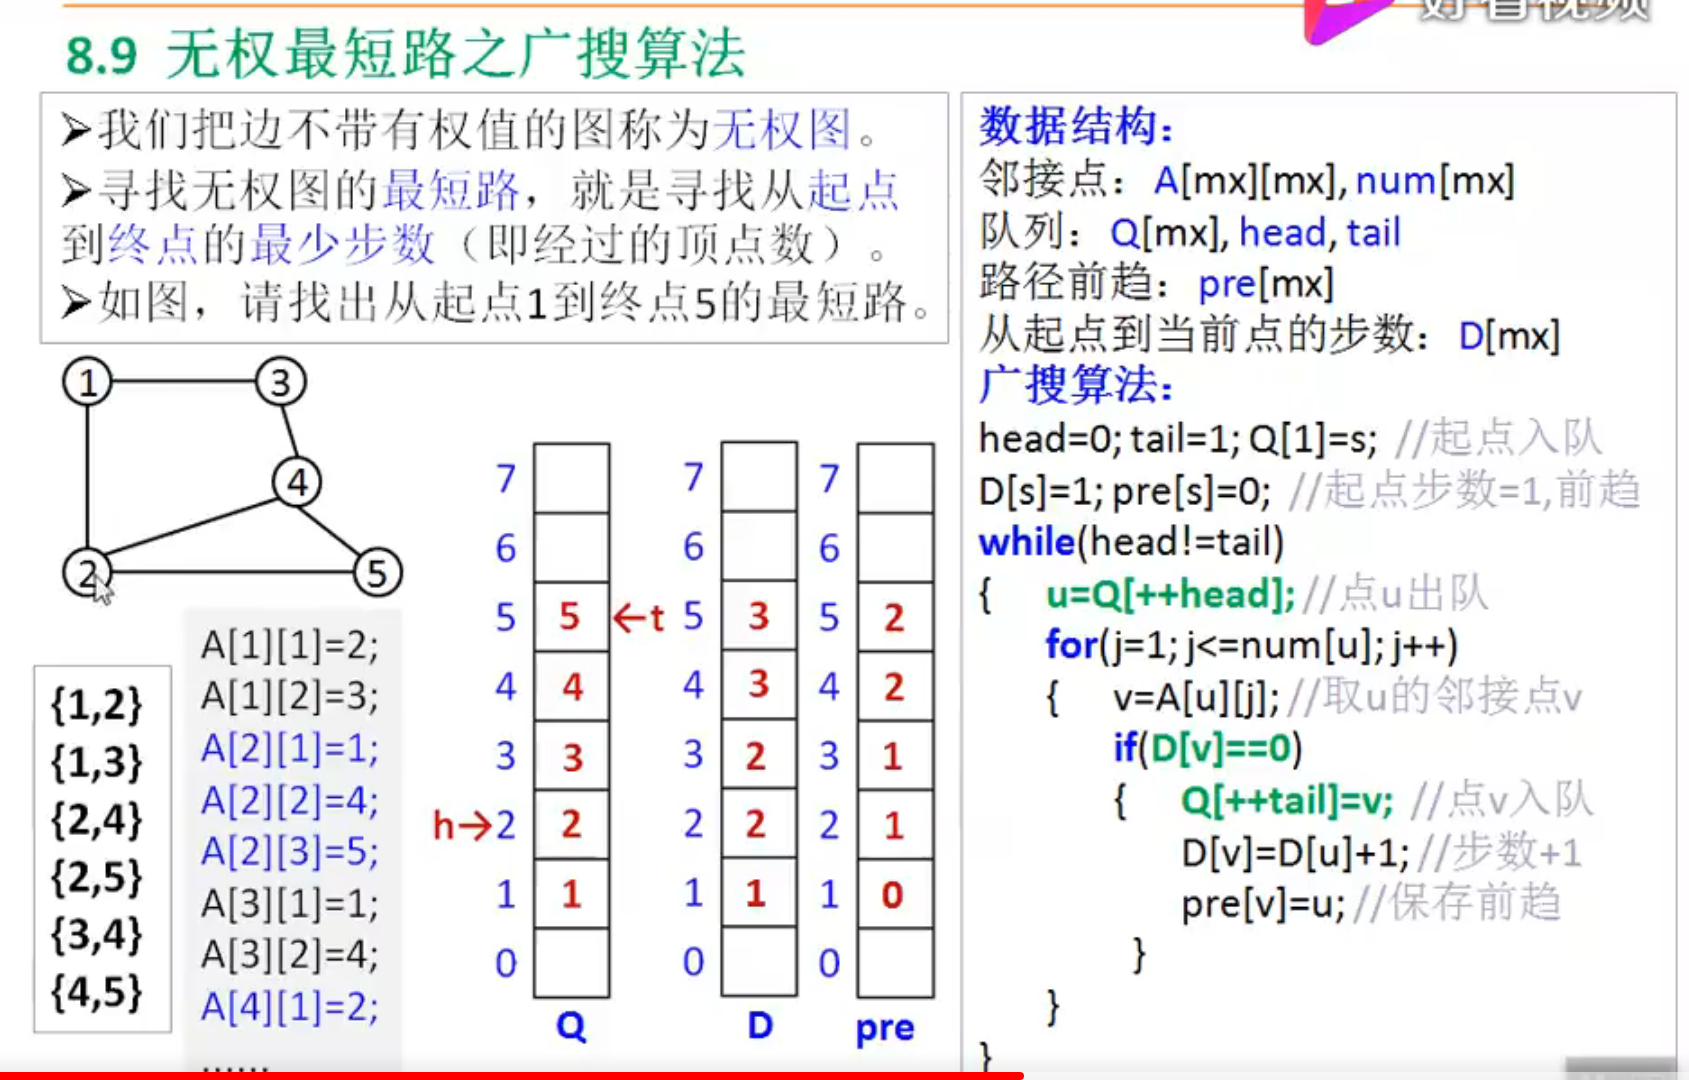 好看视频
8.9 无权最短路之广搜算法
➢我们把边不带有权值的图称为无权图。
➢寻找无权图的最短路，就是寻找从起点
到终点的最少步数（即经过的顶点数）。
➢如图，请找出从起点1到终点5的最短路。
1
3
4
2
5
{1,2}
{1,3}
{2,4}
{2,5}
{3,4}
{4,5}
A[1][1]=2;
A[1][2]=3;
A[2][1]=1;
A[2][2]=4;
A[2][3]=5;
A[3][1]=1;
A[3][2]=4;
A[4][1]=2;
......
7 7 7
6 6 6
5 5 ←t 5 3 5 2
4 4 4 3 4 2
3 3 3 2 3 1
h→2 2 2 2 2 1
1 1 1 1 1 0
0 0 0
Q D pre
数据结构：
邻接点：A[mx][mx], num[mx]
队列：Q[mx], head, tail
路径前趋：pre[mx]
从起点到当前点的步数：D[mx]
广搜算法：
head=0; tail=1; Q[1]=s; //起点入队
D[s]=1; pre[s]=0; //起点步数=1,前趋
while(head!=tail)
{ u=Q[++head]; //点u出队
for(j=1; j<=num[u]; j++)
{ v=A[u][j]; //取u的邻接点v
if(D[v]==0)
{ Q[++tail]=v; //点v入队
D[v]=D[u]+1; //步数+1
pre[v]=u; //保存前趋
}
}
}